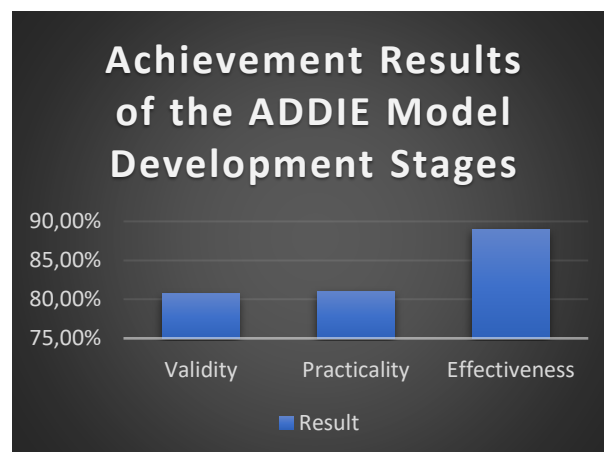 Achievement Results
of the ADDIE Model
Development Stages
90,00%
85,00%
80,00%
75,00%
Validity Practicality Effectiveness
Result